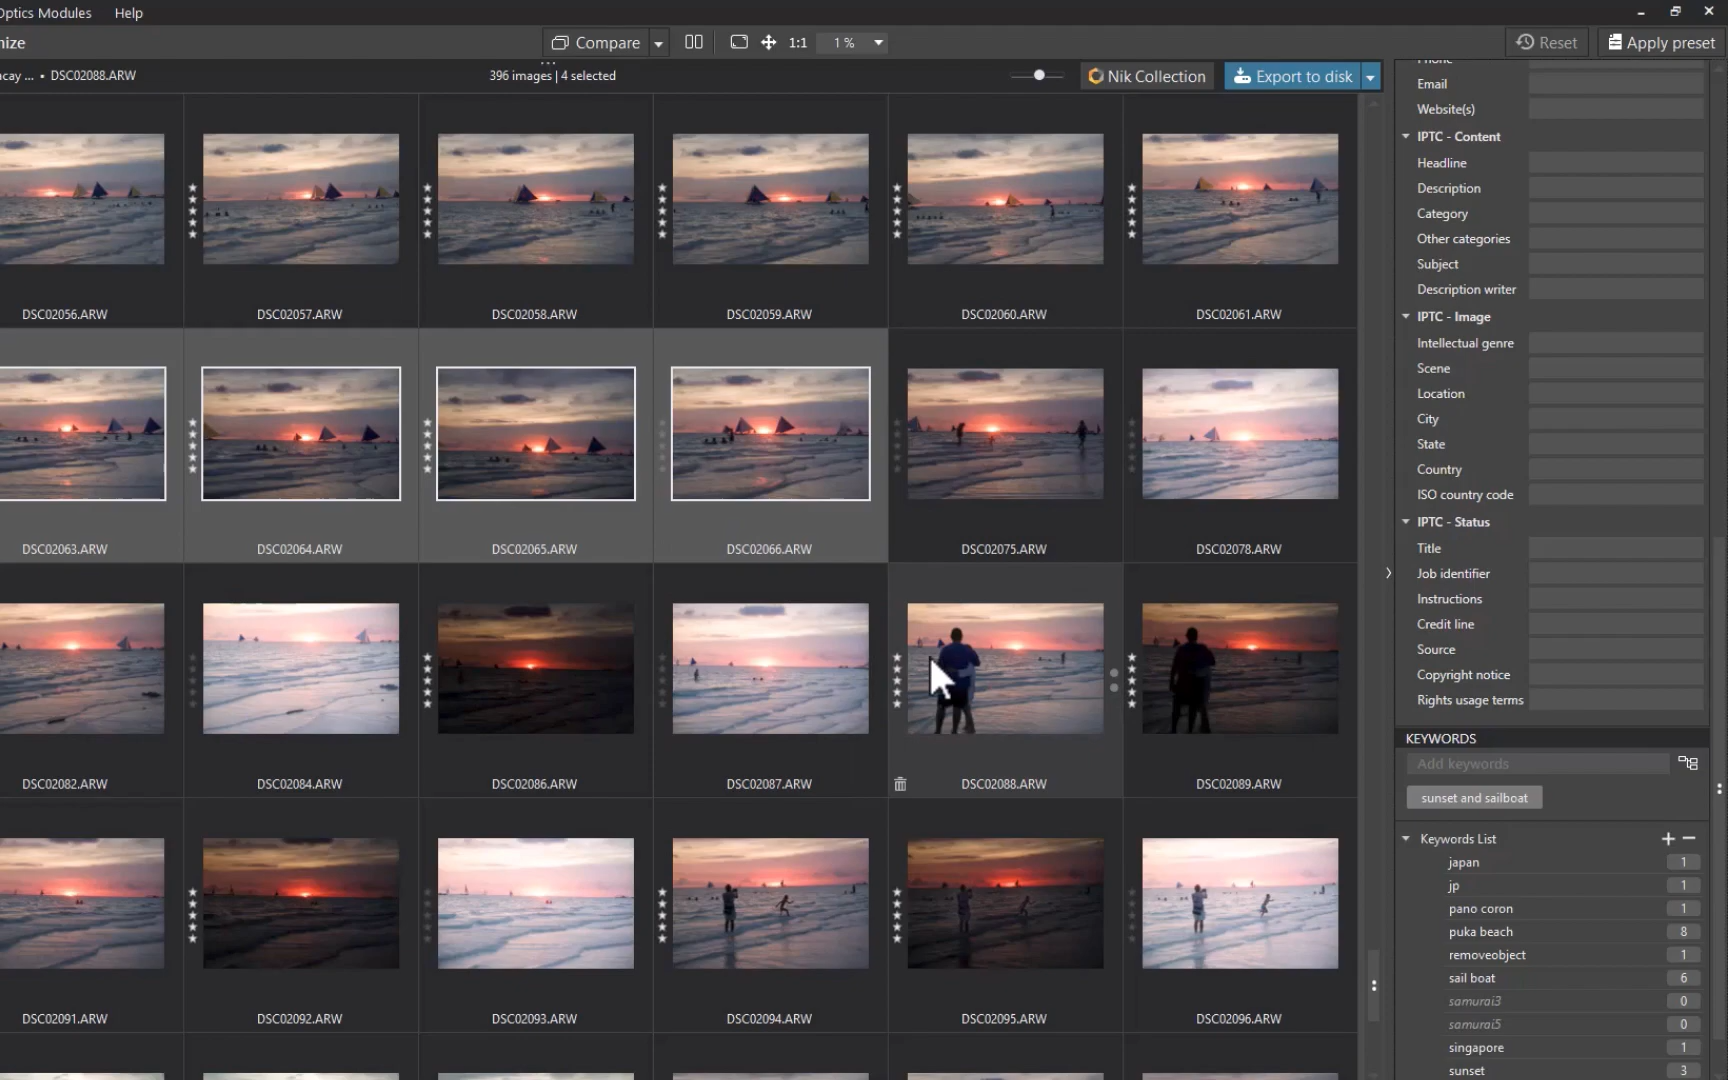 Optics Modules Help
nize Compare 1:1 1 % Reset Apply preset
acay ... • DSC02088.ARW 396 images | 4 selected Nik Collection Export to disk
DSC02056.ARW DSC02057.ARW DSC02058.ARW DSC02059.ARW DSC02060.ARW DSC02061.ARW
DSC02063.ARW DSC02064.ARW DSC02065.ARW DSC02066.ARW DSC02075.ARW DSC02078.ARW
DSC02082.ARW DSC02084.ARW DSC02086.ARW DSC02087.ARW DSC02088.ARW DSC02089.ARW
DSC02091.ARW DSC02092.ARW DSC02093.ARW DSC02094.ARW DSC02095.ARW DSC02096.ARW
Phone
Email
Website(s)
IPTC - Content
Headline
Description
Category
Other categories
Subject
Description writer
IPTC - Image
Intellectual genre
Scene
Location
City
State
Country
ISO country code
IPTC - Status
Title
Job identifier
Instructions
Credit line
Source
Copyright notice
Rights usage terms
KEYWORDS
Add keywords
sunset and sailboat
Keywords List
japan 1
jp 1
pano coron 1
puka beach 8
removeobject 1
sail boat 6
samurai3 0
samurai5 0
singapore 1
sunset 3